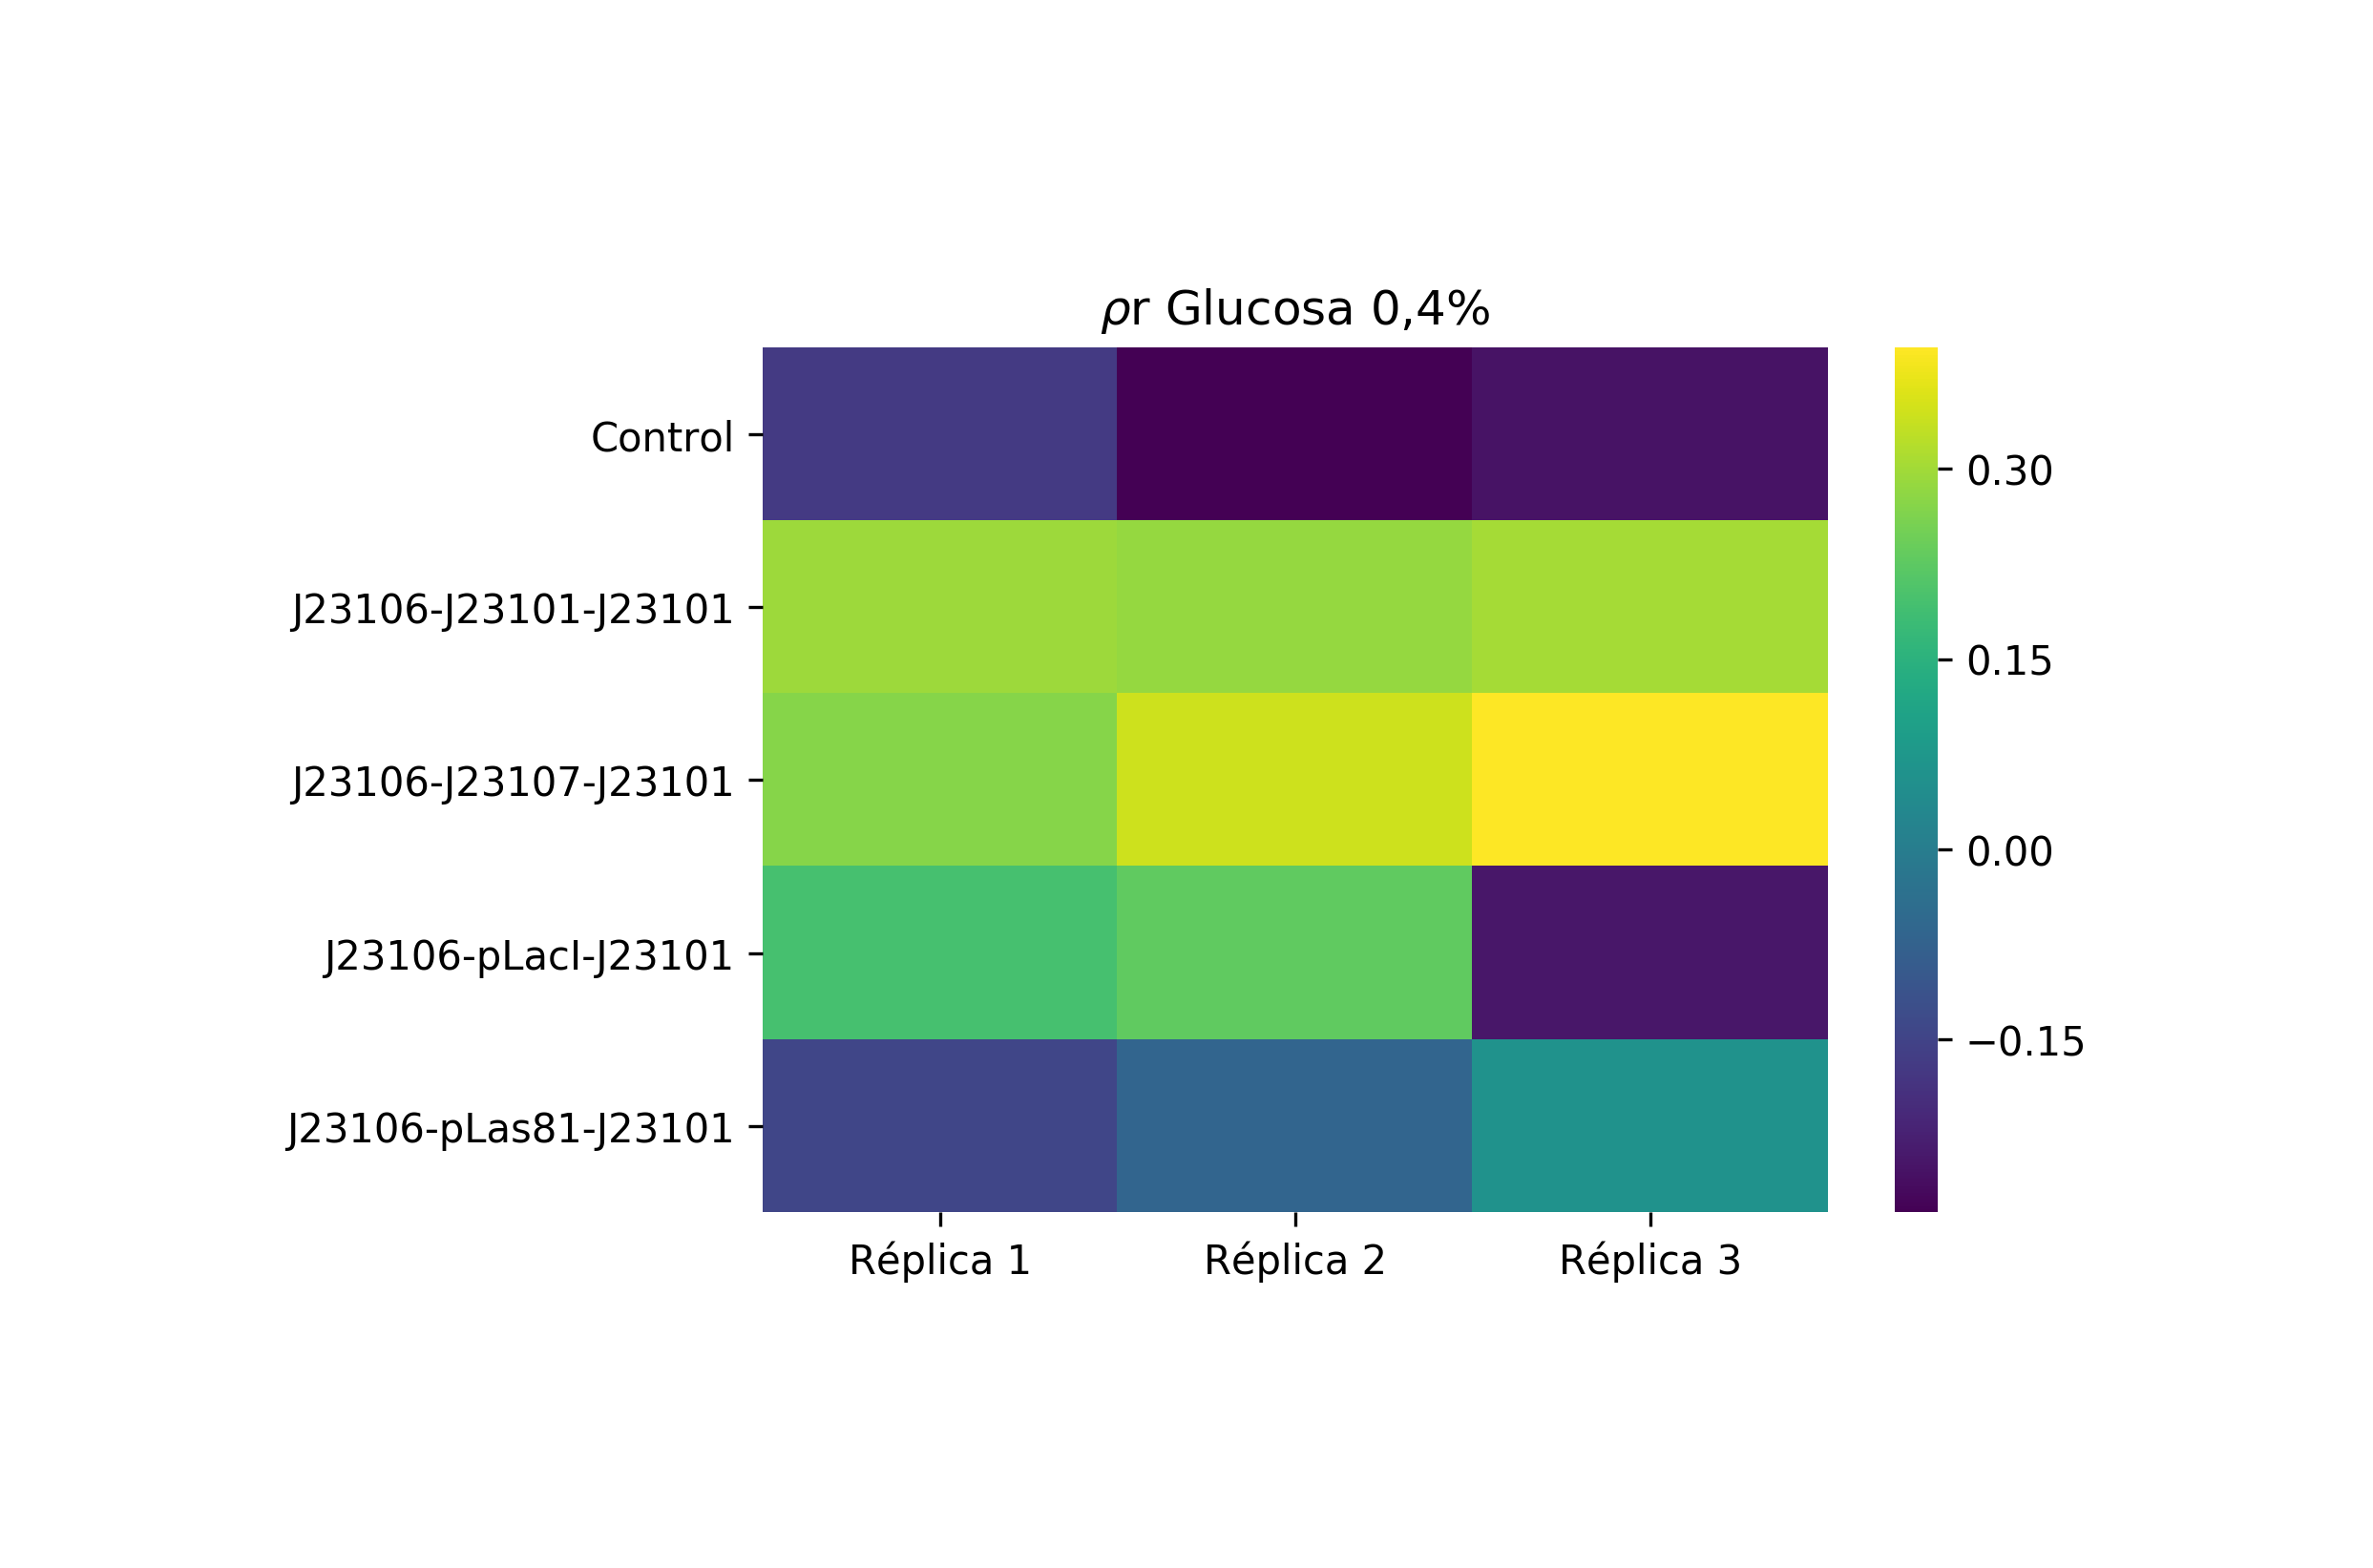 ρr Glucosa 0,4%
Control
J23106-J23101-J23101
J23106-J23107-J23101
J23106-pLacI-J23101
J23106-pLas81-J23101
Réplica 1
Réplica 2
Réplica 3
0.30
0.15
0.00
−0.15